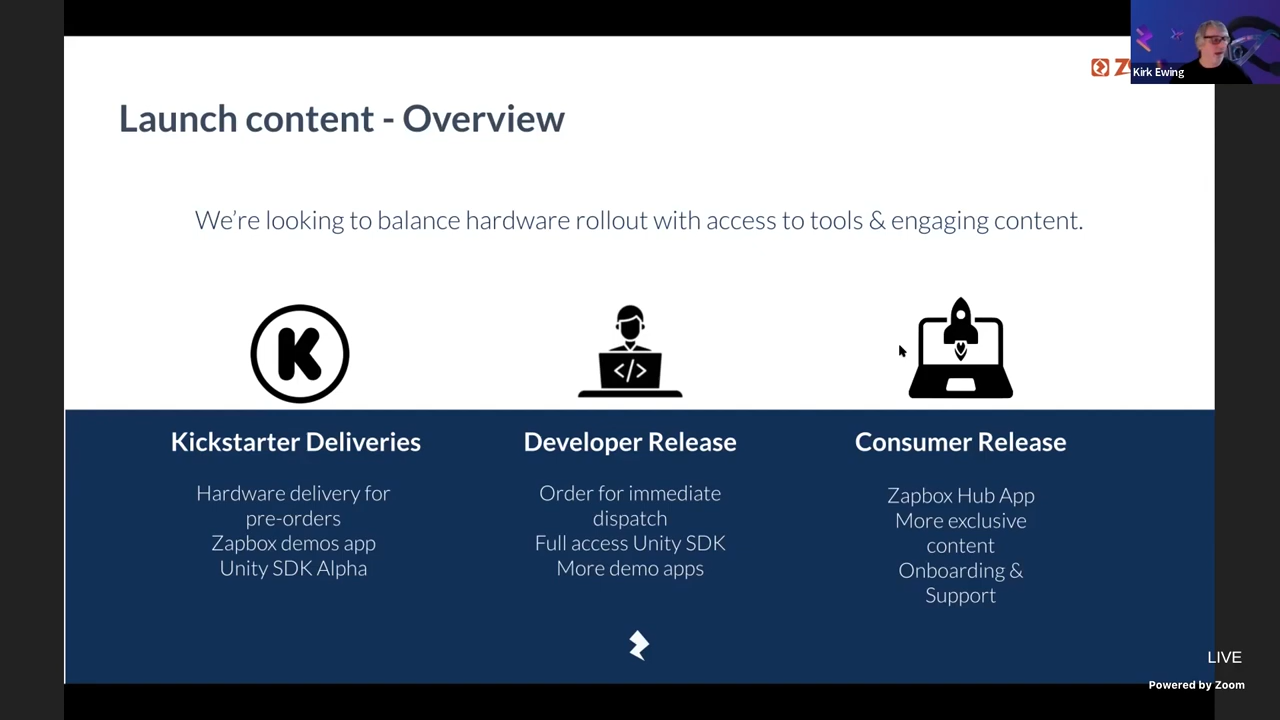 Kirk Ewing
Launch content - Overview
We're looking to balance hardware rollout with access to tools & engaging content.
K
</>
Kickstarter Deliveries
Hardware delivery for
pre-orders
Zapbox demos app
Unity SDK Alpha
Developer Release
Order for immediate
dispatch
Full access Unity SDK
More demo apps
Consumer Release
Zapbox Hub App
More exclusive
content
Onboarding &
Support
LIVE
Powered by Zoom